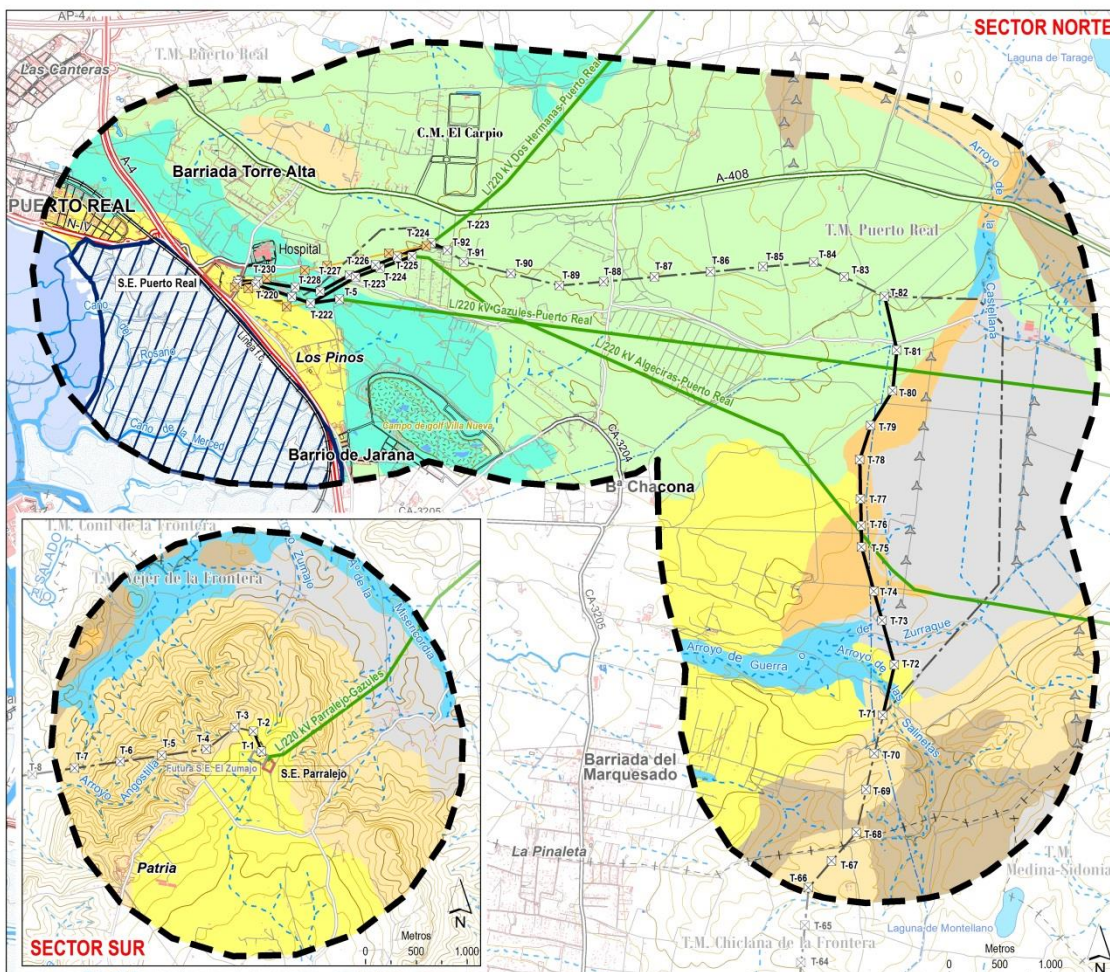 SECTOR NORTE
AP-4
T.M. Puerto Real
Laguna de Tarage
Las Canteras
C.M. El Carpio
L/220 kV Dos Hermanas-Puerto Real
Arroyo de la Castellana
A-4
Barriada Torre Alta
A-408
PUERTO REAL
N-IV
T.M. Puerto Real
Hospital
T-223
T-224
T-92
T-91
T-226
T-225
T-84
T-85
T-86
T-83
T-90
T-87
T-88
T-89
T-227
T-224
T-223
T-230
T-228
S.E. Puerto Real
T-220
T-5
T-222
T-82
L/220 kV Gazules-Puerto Real
Caño del Rosano
Línea f.c.
Los Pinos
L/220 kV Algeciras-Puerto Real
T-81
T-80
Campo de golf Villa Nueva
CA-3204
T-79
Caño de la Merced
Barrio de Jarana
T-78
Bª Chacona
T-77
CA-3205
T-76
T-75
T.M. Conil de la Frontera
RÍO SALADO
T.M. Vejer de la Frontera
Aº de la Misericordia
CA-3205
T-74
T-73
Arroyo de Zurraque
Arroyo de Guerra
Arroyo de las Salineras
T-72
T-71
L/220 kV Parralejo-Gazules
T-3
T-2
T-4
T-1
T-5
T-6
T-7
T-8
Futura S.E. El Zumajo
S.E. Parralejo
Arroyo Angostilla
Barriada del
Marquesado
T-70
T-69
Patria
La Pinaleta
T-68
T-67
T-66
T.M.
Medina-Sidonia
T-65
T.M. Chiclana de la Frontera
Laguna de Montellano
T-64
SECTOR SUR
Metros
0 500 1.000
N
Metros
0 500 1.000
N